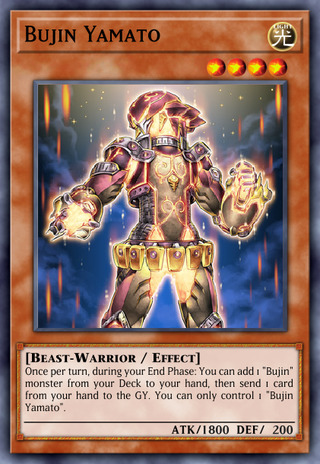 Bujin Yamato
LIGHT
光
[Beast-Warrior / Effect]
Once per turn, during your End Phase: You can add 1 "Bujin"
monster from your Deck to your hand, then send 1 card
from your hand to the GY. You can only control 1 "Bujin
Yamato".
ATK/1800 DEF/ 200